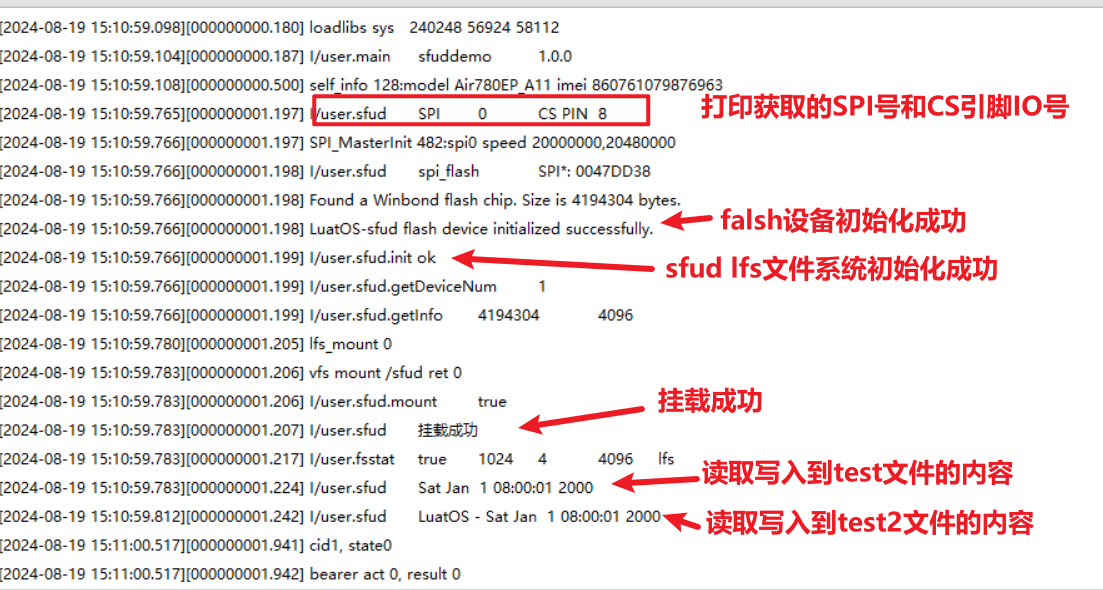 [2024-08-19 15:10:59.098][000000000.180] loadlibs sys 240248 56924 58112
[2024-08-19 15:10:59.104][000000000.187] I/user.main sfuddemo 1.0.0
[2024-08-19 15:10:59.108][000000000.500] self_info 128:model Air780EP_A11 imei 860761079876963
[2024-08-19 15:10:59.765][000000001.197] I/user.sfud SPI 0 CS PIN 8
打印获取的SPI号和CS引脚IO号
[2024-08-19 15:10:59.766][000000001.197] SPI_MasterInit 482:spi0 speed 20000000,20480000
[2024-08-19 15:10:59.766][000000001.198] I/user.sfud spi_flash SPI*: 0047DD38
[2024-08-19 15:10:59.766][000000001.198] Found a Winbond flash chip. Size is 4194304 bytes.
[2024-08-19 15:10:59.766][000000001.198] LuatOS-sfud flash device initialized successfully.
falsh设备初始化成功
[2024-08-19 15:10:59.766][000000001.199] I/user.sfud.init ok
sfud lfs文件系统初始化成功
[2024-08-19 15:10:59.766][000000001.199] I/user.sfud.getDeviceNum 1
[2024-08-19 15:10:59.766][000000001.199] I/user.sfud.getInfo 4194304 4096
[2024-08-19 15:10:59.780][000000001.205] lfs_mount 0
[2024-08-19 15:10:59.783][000000001.206] vfs mount /sfud ret 0
[2024-08-19 15:10:59.783][000000001.206] I/user.sfud.mount true
挂载成功
[2024-08-19 15:10:59.783][000000001.207] I/user.sfud 挂载成功
[2024-08-19 15:10:59.783][000000001.217] I/user.fsstat true 1024 4 4096 lfs
读取写入到test文件的内容
[2024-08-19 15:10:59.783][000000001.224] I/user.sfud Sat Jan 1 08:00:01 2000
[2024-08-19 15:10:59.812][000000001.242] I/user.sfud LuatOS - Sat Jan 1 08:00:01 2000
读取写入到test2文件的内容
[2024-08-19 15:11:00.517][000000001.941] cid1, state0
[2024-08-19 15:11:00.517][000000001.942] bearer act 0, result 0